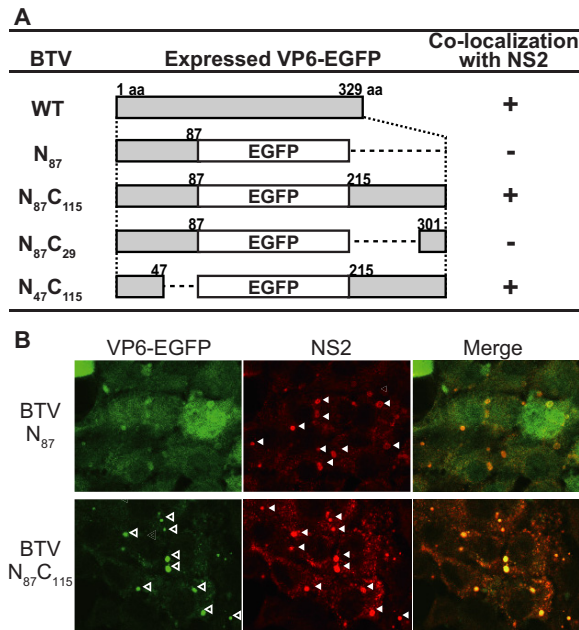 A
BTV Expressed VP6-EGFP Co-localization with NS2
WT 1 aa 329 aa +
N87 87 EGFP -
N87C115 87 EGFP 215 +
N87C29 87 EGFP 301 -
N47C115 47 EGFP 215 +
B
VP6-EGFP NS2 Merge
BTV N87
BTV N87C115